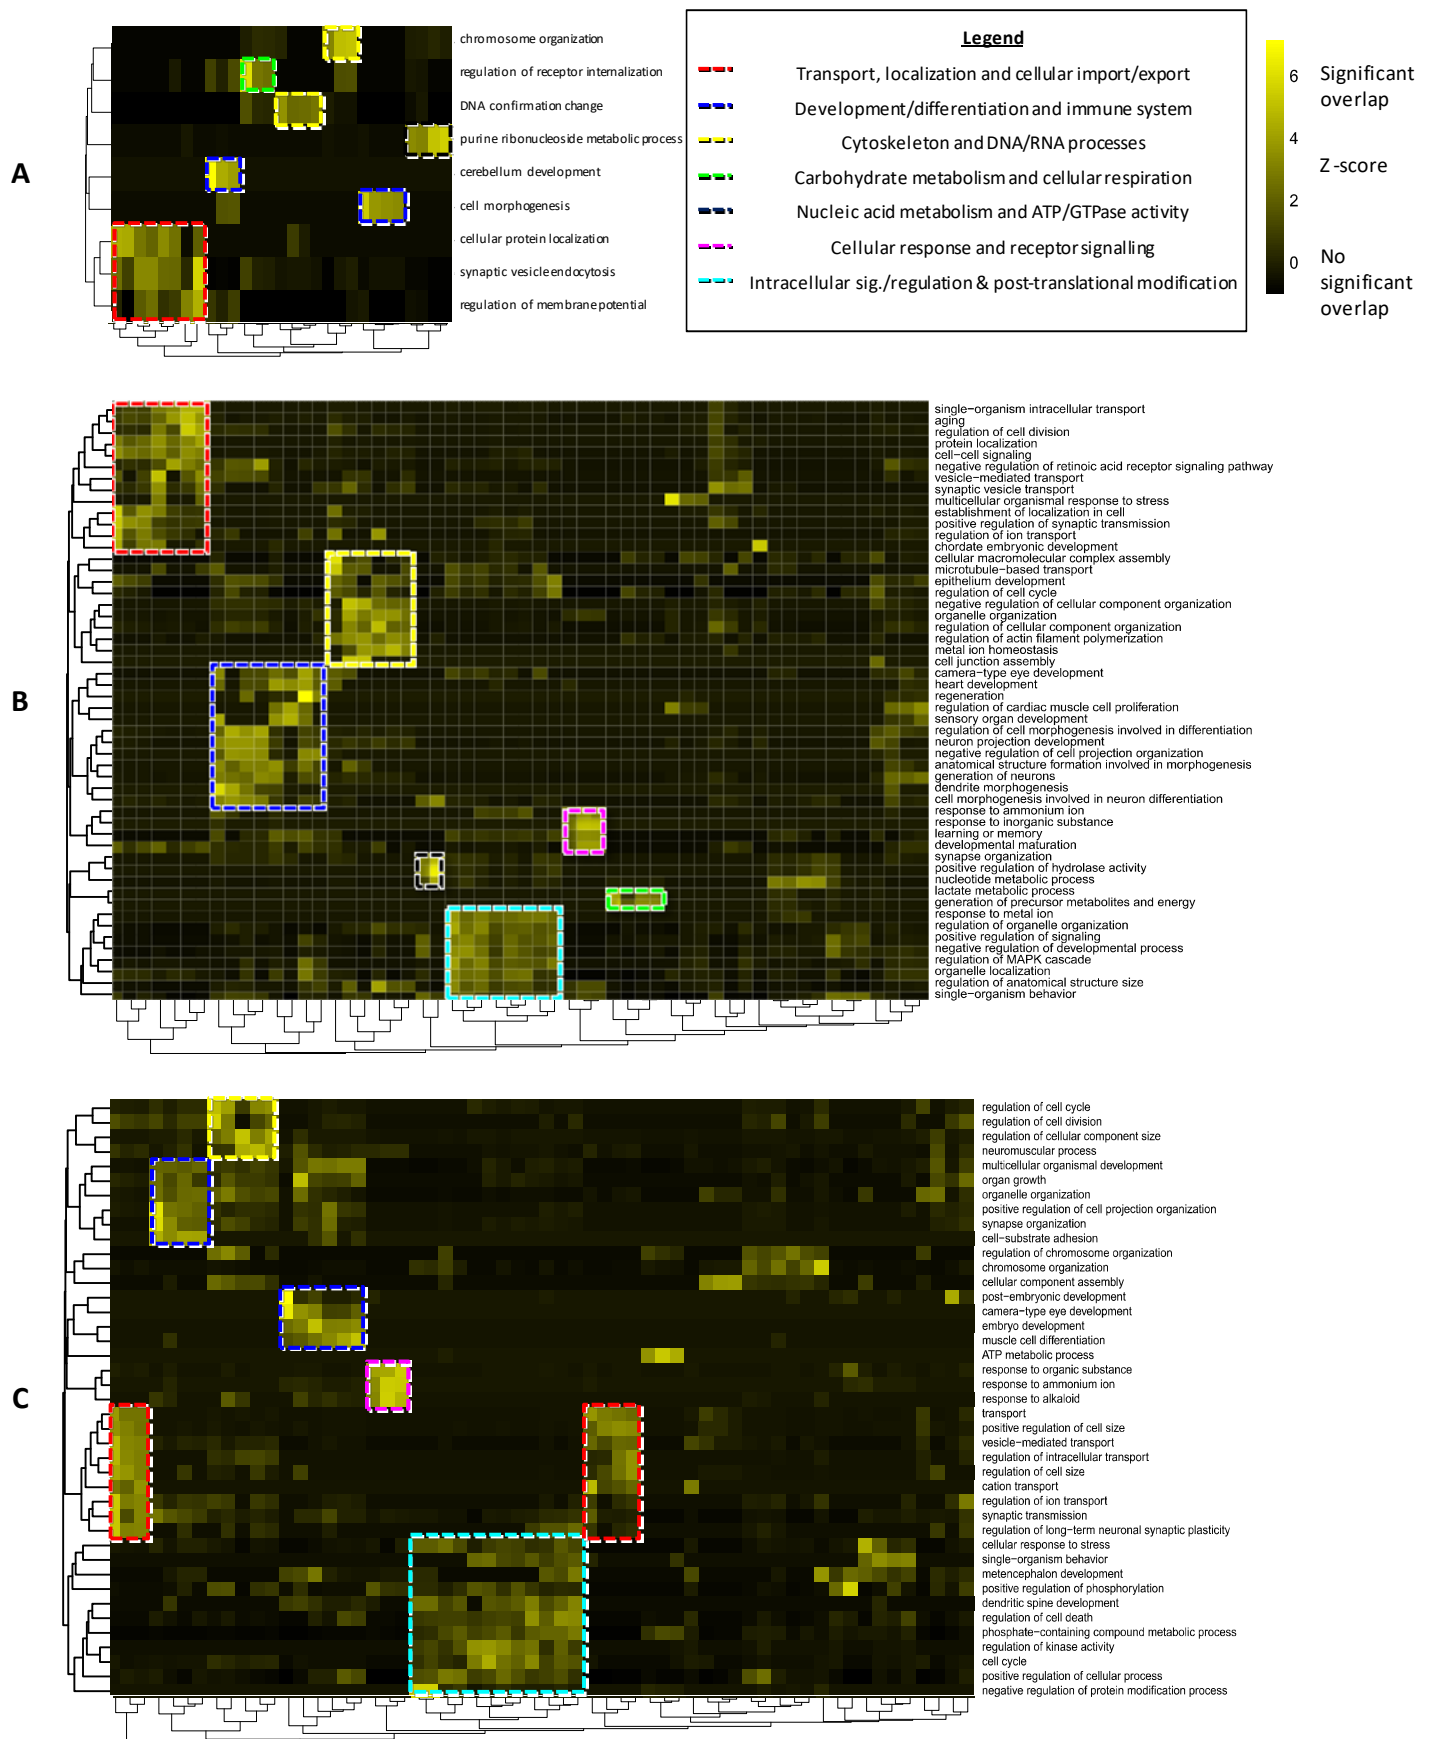 A
chromosome organization
regulation of receptor internalization
DNA confirmation change
purine ribonucleoside metabolic process
cerebellum development
cell morphogenesis
cellular protein localization
synaptic vesicle endocytosis
regulation of membrane potential
Legend
Transport, localization and cellular import/export
Development/differentiation and immune system
Cytoskeleton and DNA/RNA processes
Carbohydrate metabolism and cellular respiration
Nucleic acid metabolism and ATP/GTPase activity
Cellular response and receptor signalling
Intracellular sig./regulation & post-translational modification
6
4
2
0
Significant
overlap
Z-score
No
significant
overlap
B
single−organism intracellular transport
aging
regulation of cell division
protein localization
cell−cell signaling
negative regulation of retinoic acid receptor signaling pathway
vesicle−mediated transport
synaptic vesicle transport
multicellular organismal response to stress
establishment of localization in cell
positive regulation of synaptic transmission
regulation of ion transport
chordate embryonic development
cellular macromolecular complex assembly
microtubule−based transport
epithelium development
regulation of cell cycle
negative regulation of cellular component organization
organelle organization
regulation of cellular component organization
regulation of actin filament polymerization
metal ion homeostasis
cell junction assembly
camera−type eye development
heart development
regeneration
regulation of cardiac muscle cell proliferation
sensory organ development
regulation of cell morphogenesis involved in differentiation
neuron projection development
negative regulation of cell projection organization
anatomical structure formation involved in morphogenesis
generation of neurons
dendrite morphogenesis
cell morphogenesis involved in neuron differentiation
response to ammonium ion
response to inorganic substance
learning or memory
developmental maturation
synapse organization
positive regulation of hydrolase activity
nucleotide metabolic process
lactate metabolic process
generation of precursor metabolites and energy
response to metal ion
regulation of organelle organization
positive regulation of signaling
negative regulation of developmental process
regulation of MAPK cascade
organelle localization
regulation of anatomical structure size
single−organism behavior
C
regulation of cell cycle
regulation of cell division
regulation of cellular component size
neuromuscular process
multicellular organismal development
organ growth
organelle organization
positive regulation of cell projection organization
synapse organization
cell−substrate adhesion
regulation of chromosome organization
chromosome organization
cellular component assembly
post−embryonic development
camera−type eye development
embryo development
muscle cell differentiation
ATP metabolic process
response to organic substance
response to ammonium ion
response to alkaloid
transport
positive regulation of cell size
vesicle−mediated transport
regulation of intracellular transport
regulation of cell size
cation transport
regulation of ion transport
synaptic transmission
regulation of long−term neuronal synaptic plasticity
cellular response to stress
single−organism behavior
metencephalon development
positive regulation of phosphorylation
dendritic spine development
regulation of cell death
phosphate−containing compound metabolic process
regulation of kinase activity
cell cycle
positive regulation of cellular process
negative regulation of protein modification process